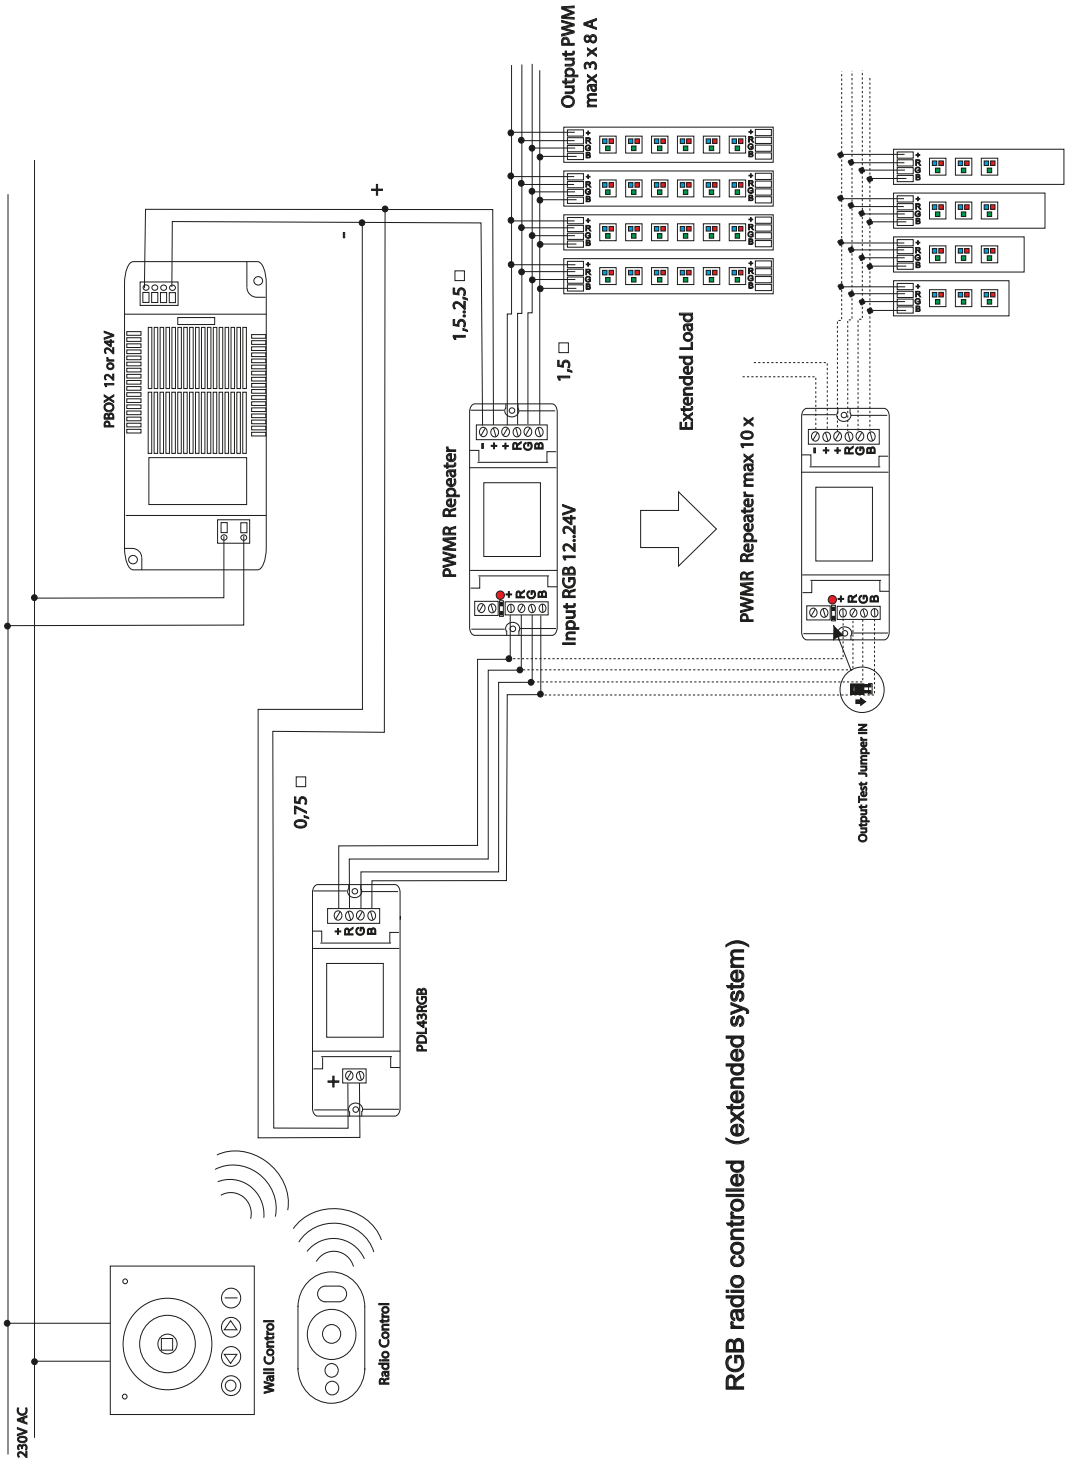 230V AC
Wall Control
Radio Control
PBOX 12 or 24V
+
-
0,75 □
PDL43RGB
+
+ R G B
PWMR Repeater
Input RGB 12..24V
+ R G B
- + + R G B
1,5..2,5 □
1,5 □
Output PWM
max 3 x 8 A
+ R G B
+ R G B
+ R G B
+ R G B
+ R G B
+ R G B
+ R G B
+ R G B
Extended Load
PWMR Repeater max 10 x
+ R G B
- + + R G B
+ R G B
+ R G B
+ R G B
+ R G B
Output Test Jumper IN
RGB radio controlled (extended system)